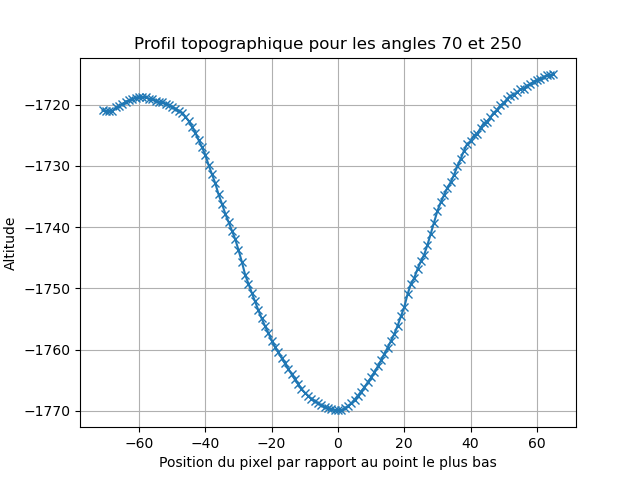 Profil topographique pour les angles 70 et 250
Altitude
−1720
−1730
−1740
−1750
−1760
−1770
−60 −40 −20 0 20 40 60
Position du pixel par rapport au point le plus bas